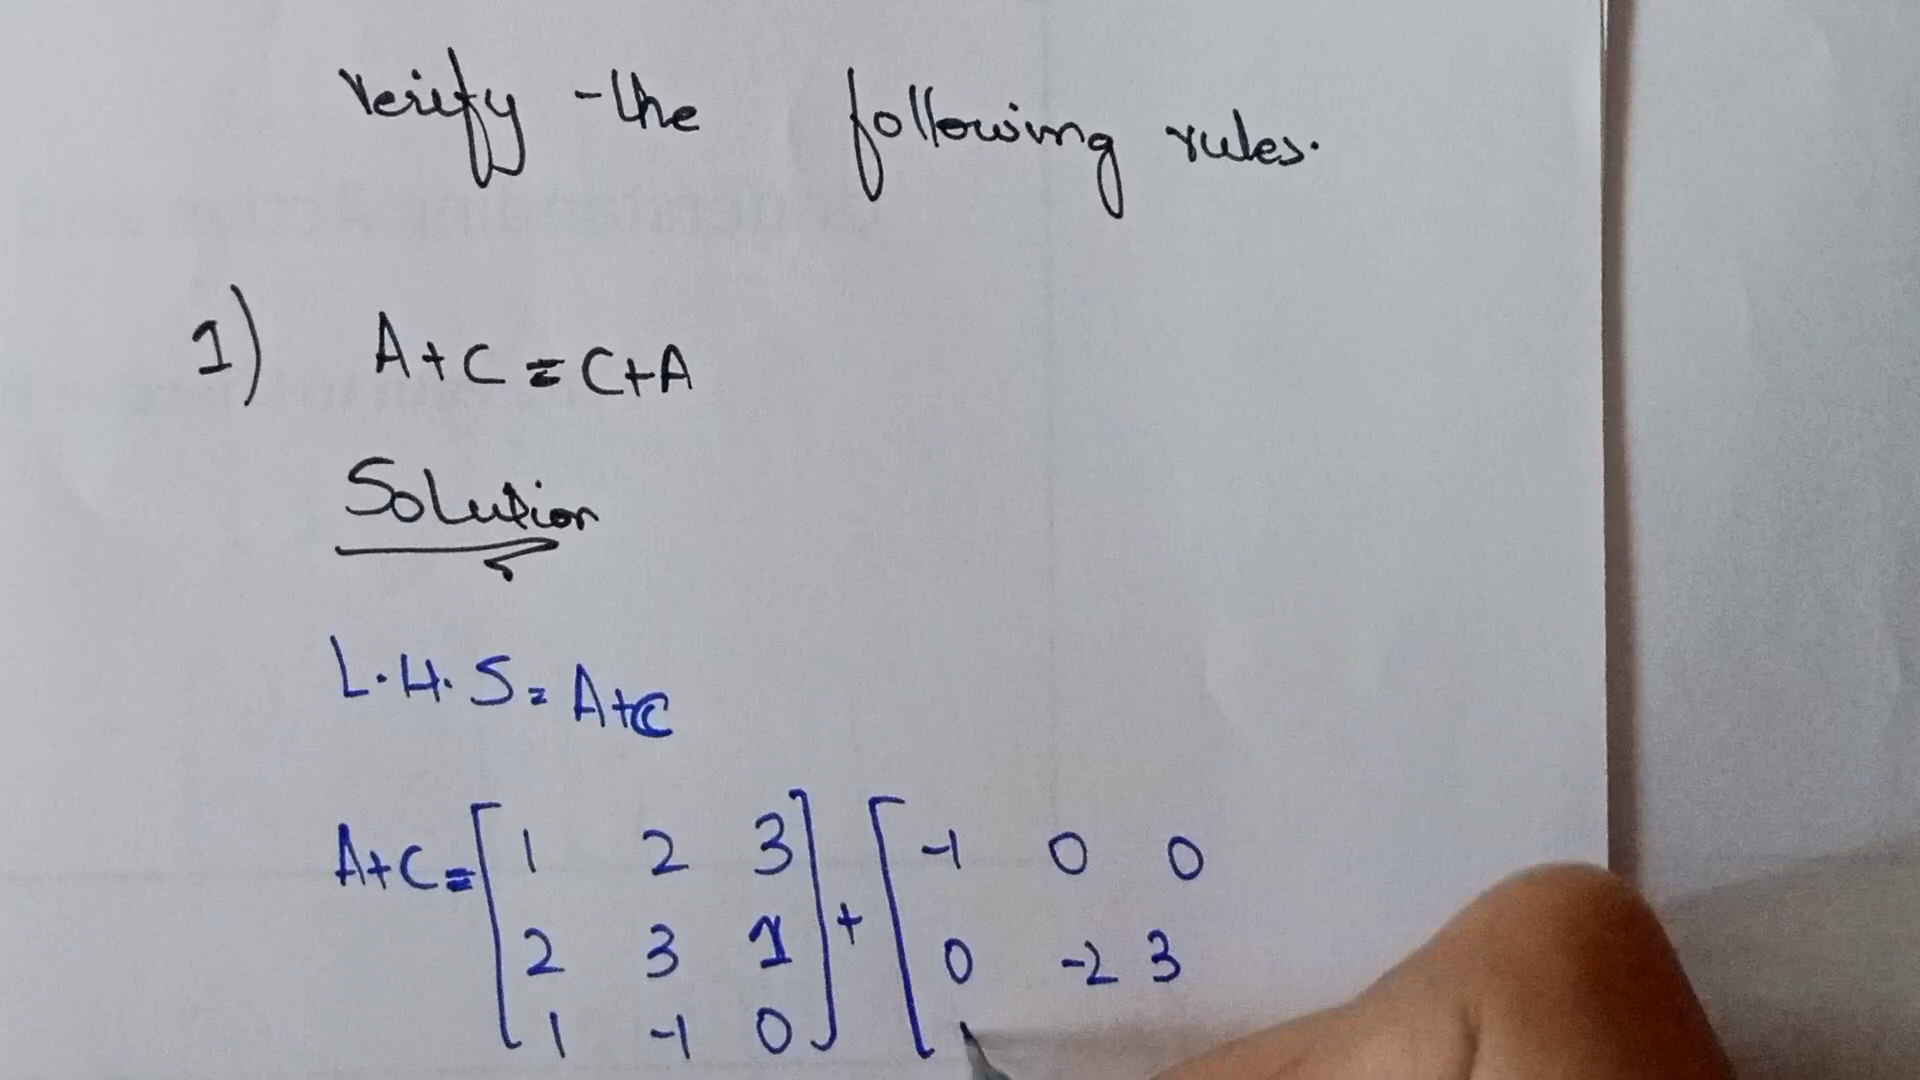 Verify the following rules.
1) A+C = C+A
Solution
L.H.S = A+C
A+C = [1 2 3] + [-1 0 0
2 3 1 0 -2 3
1 -1 0